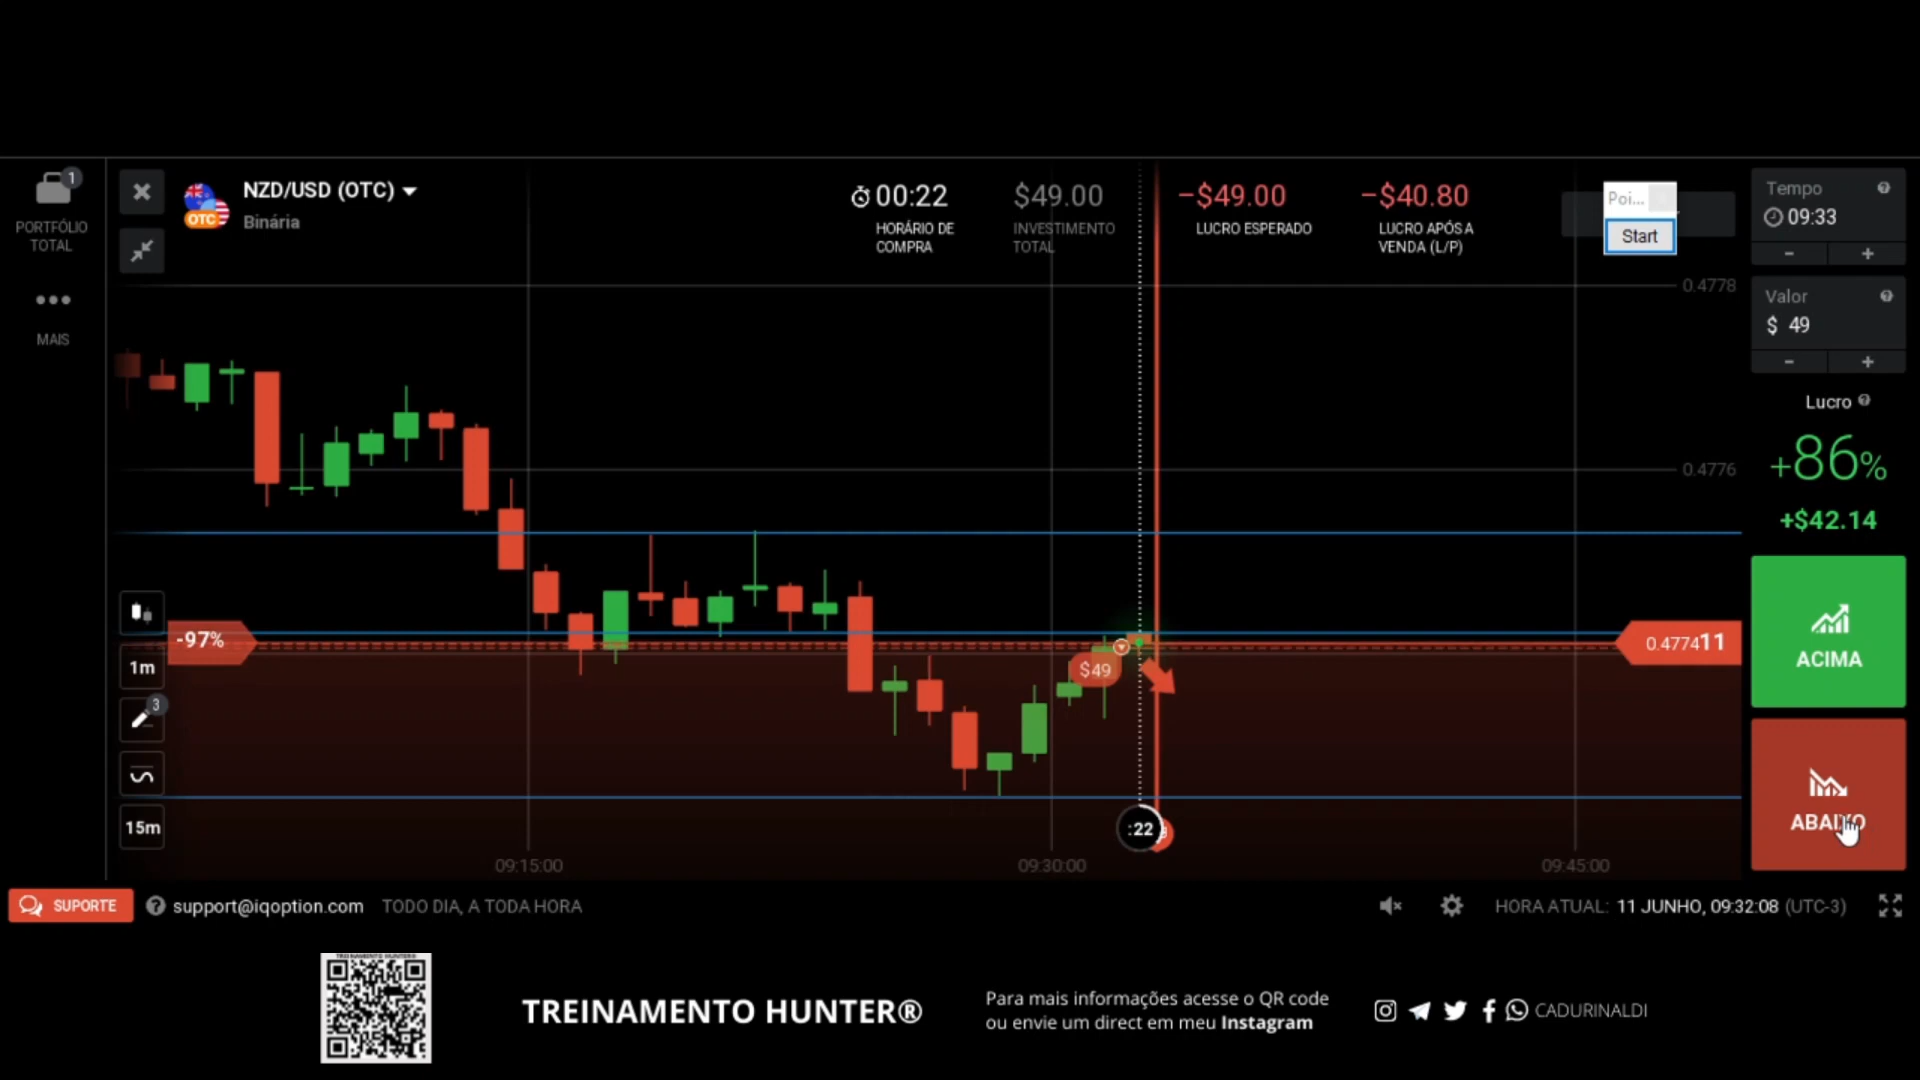 1
PORTFÓLIO
TOTAL
MAIS
NZD/USD (OTC)
OTC
Binária
00:22
HORÁRIO DE
COMPRA
$49.00
INVESTIMENTO
TOTAL
−$49.00
LUCRO ESPERADO
−$40.80
LUCRO APÓS A
VENDA (L/P)
Poi...
Start
Tempo
09:33
- +
Valor
$ 49
- +
Lucro
+86%
+$42.14
ACIMA
ABAIXO
0.4778
0.4776
0.477411
-97%
$49
1m
3
15m
:22
09:15:00
09:30:00
09:45:00
SUPORTE
support@iqoption.com
TODO DIA, A TODA HORA
HORA ATUAL: 11 JUNHO, 09:32:08 (UTC-3)
TREINAMENTO HUNTER®
Para mais informações acesse o QR code
ou envie um direct em meu Instagram
CADURINALDI